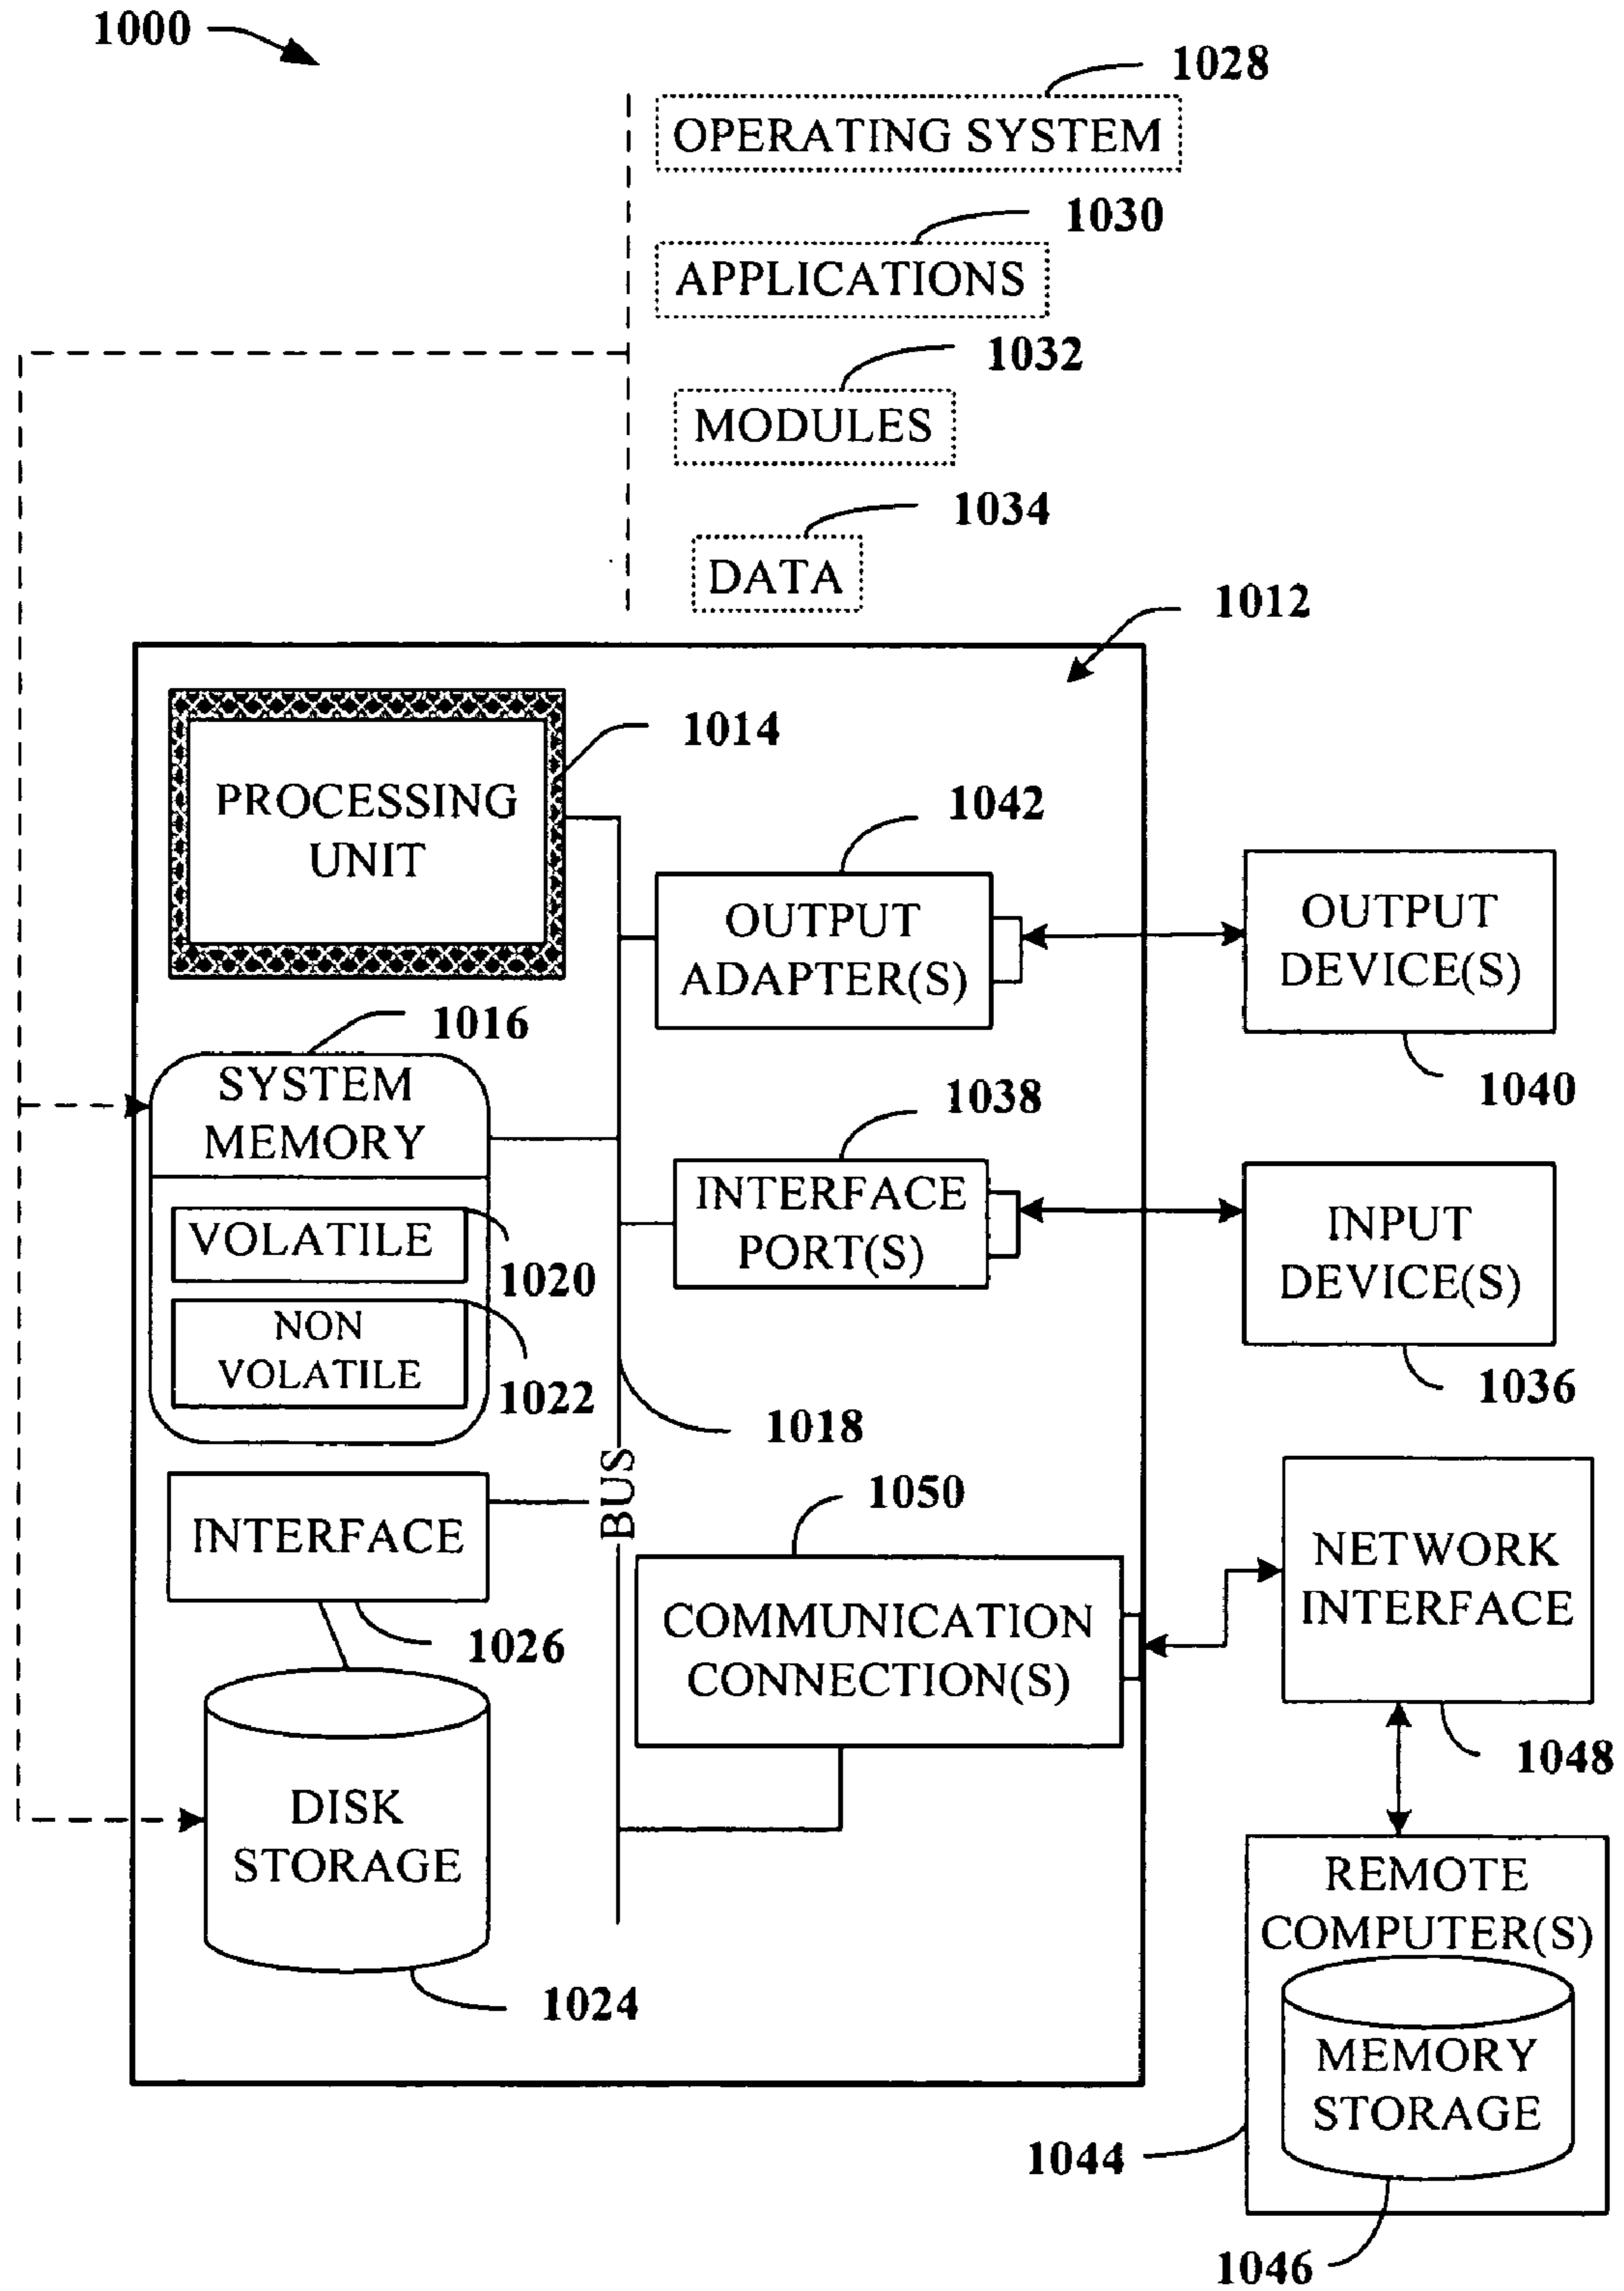 1000
1028
OPERATING SYSTEM
1030
APPLICATIONS
1032
MODULES
1034
DATA
1012
1014
PROCESSING
UNIT
1042
OUTPUT
ADAPTER(S)
OUTPUT
DEVICE(S)
1040
1016
SYSTEM
MEMORY
VOLATILE
1020
NON
VOLATILE
1022
1038
INTERFACE
PORT(S)
INPUT
DEVICE(S)
1036
1018
BUS
INTERFACE
1026
1050
COMMUNICATION
CONNECTION(S)
NETWORK
INTERFACE
1048
DISK
STORAGE
1024
REMOTE
COMPUTER(S)
MEMORY
STORAGE
1044
1046